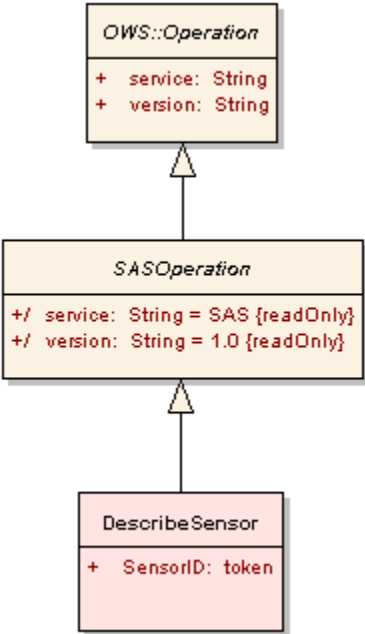 OWS::Operation
+ service: String
+ version: String
SASOperation
+/ service: String = SAS {readOnly}
+/ version: String = 1.0 {readOnly}
DescribeSensor
+ SensorID: token